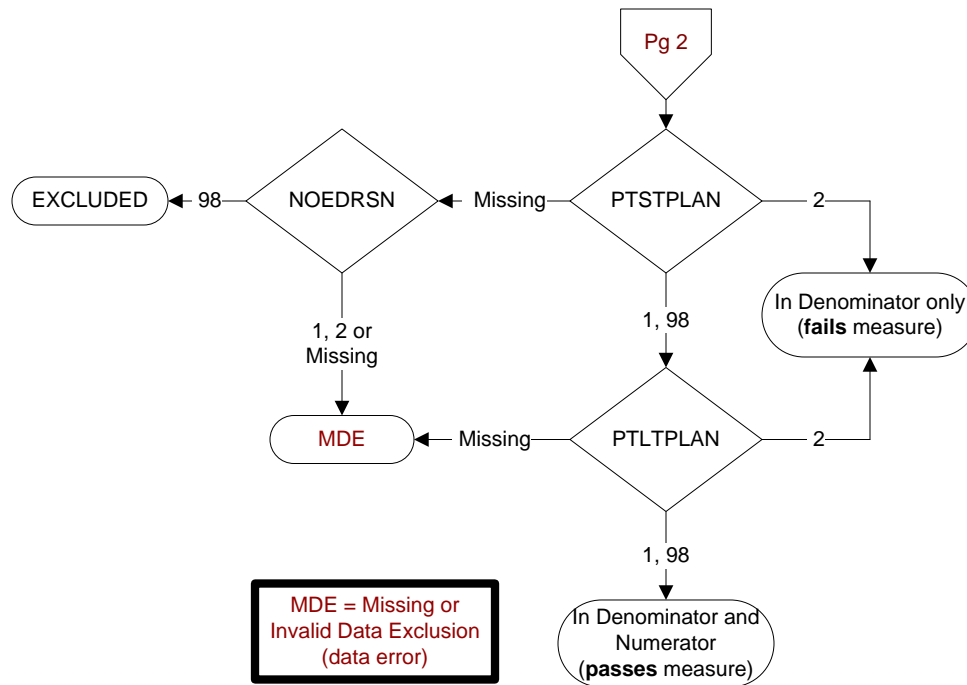 Pg 2
EXCLUDED
98
NOEDRSN
Missing
PTSTPLAN
2
In Denominator only
(fails measure)
1, 2 or
Missing
1, 98
MDE
Missing
PTLTPLAN
2
1, 98
MDE = Missing or
Invalid Data Exclusion
(data error)
In Denominator and
Numerator
(passes measure)